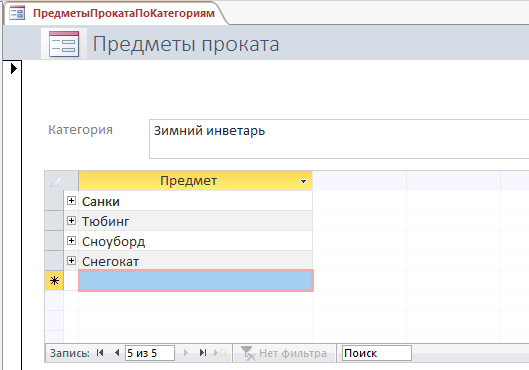 ПредметыПрокатаПоКатегориям
Предметы проката
Категория
Зимний инветарь
Предмет
Санки
Тюбинг
Сноуборд
Снегокат
Запись: 5 из 5 Нет фильтра Поиск